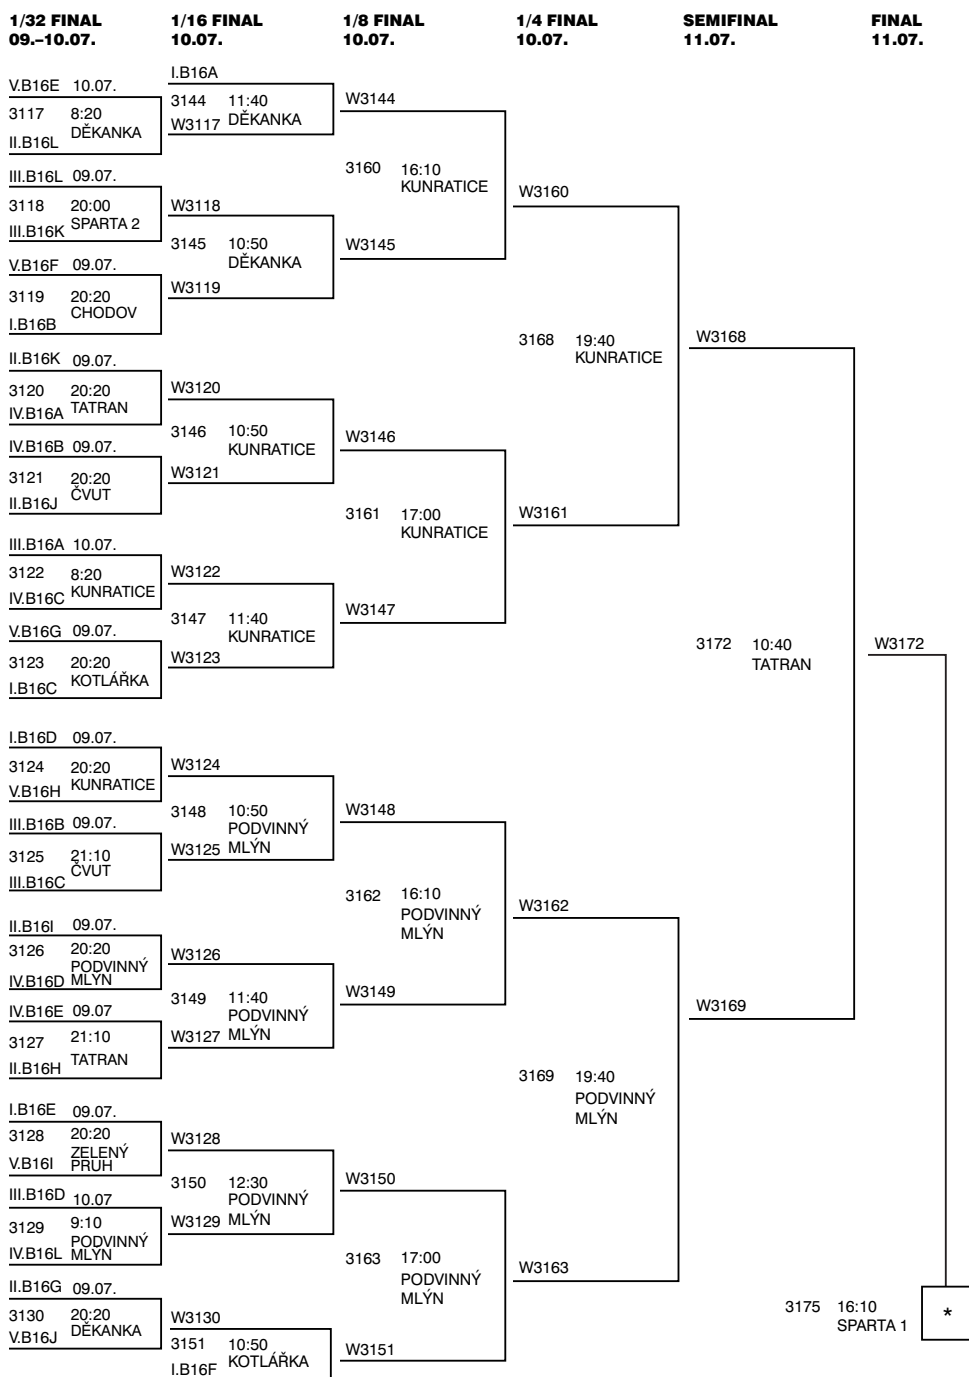 1/32 FINAL
09.–10.07.
1/16 FINAL
10.07.
1/8 FINAL
10.07.
1/4 FINAL
10.07.
SEMIFINAL
11.07.
FINAL
11.07.
V.B16E 10.07.
3117 8:20
DĚKANKA
II.B16L
III.B16L 09.07.
3118 20:00
SPARTA 2
III.B16K
V.B16F 09.07.
3119 20:20
CHODOV
I.B16B
II.B16K 09.07.
3120 20:20
TATRAN
IV.B16A
IV.B16B 09.07.
3121 20:20
ČVUT
II.B16J
III.B16A 10.07.
3122 8:20
KUNRATICE
IV.B16C
V.B16G 09.07.
3123 20:20
KOTLÁŘKA
I.B16C
I.B16D 09.07.
3124 20:20
KUNRATICE
V.B16H
III.B16B 09.07.
3125 21:10
ČVUT
III.B16C
II.B16I 09.07.
3126 20:20
PODVINNÝ
IV.B16D MLÝN
IV.B16E 09.07
3127 21:10
TATRAN
II.B16H
I.B16E 09.07.
3128 20:20
ZELENÝ
V.B16I PRUH
III.B16D 10.07
3129 9:10
PODVINNÝ
IV.B16L MLÝN
II.B16G 09.07.
3130 20:20
DĚKANKA
V.B16J
I.B16A
3144 11:40
DĚKANKA
W3117
W3118
3145 10:50
DĚKANKA
W3119
W3120
3146 10:50
KUNRATICE
W3121
W3122
3147 11:40
KUNRATICE
W3123
W3124
3148 10:50
PODVINNÝ
W3125 MLÝN
W3126
3149 11:40
PODVINNÝ
W3127 MLÝN
W3128
3150 12:30
PODVINNÝ
W3129 MLÝN
W3130
3151 10:50
KOTLÁŘKA
I.B16F
W3144
3160 16:10
KUNRATICE
W3145
W3146
3161 17:00
KUNRATICE
W3147
W3148
3162 16:10
PODVINNÝ
MLÝN
W3149
W3150
3163 17:00
PODVINNÝ
MLÝN
W3151
W3160
3168 19:40
KUNRATICE
W3161
W3162
3169 19:40
PODVINNÝ
MLÝN
W3163
W3168
3172 10:40
TATRAN
W3169
W3172
3175 16:10
SPARTA 1
*